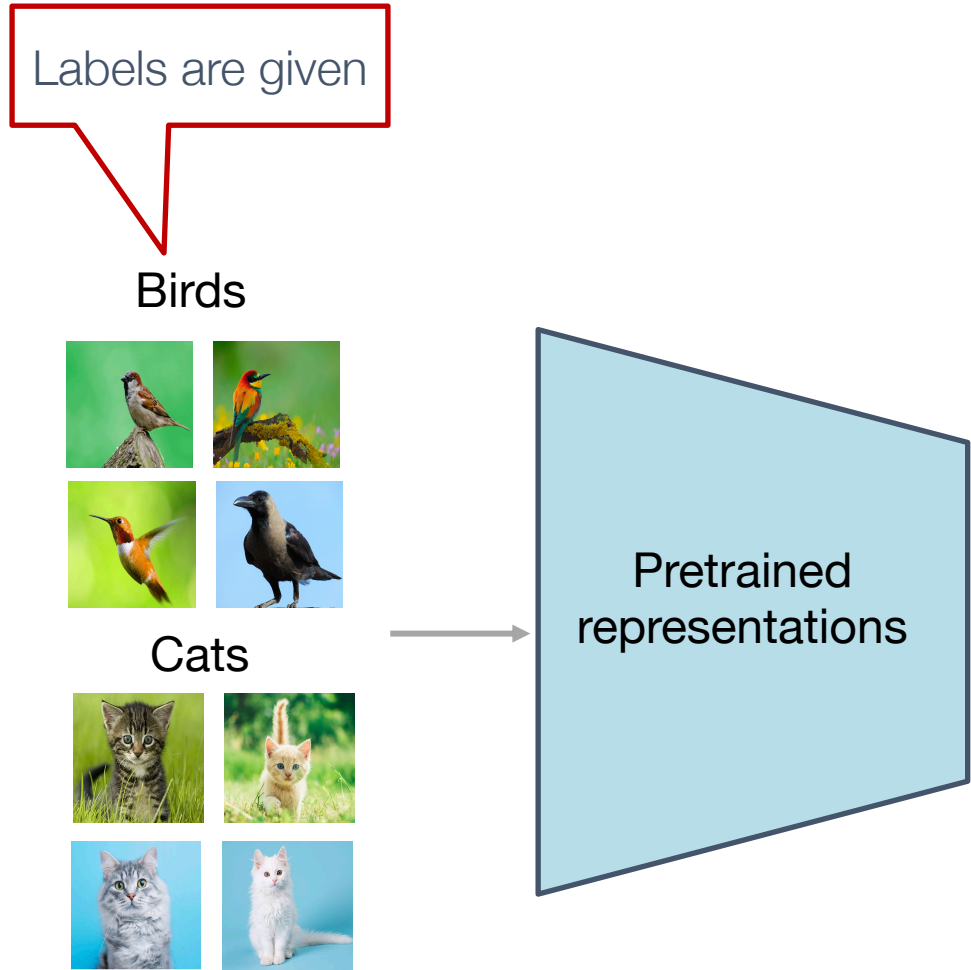 Labels are given
Birds
Cats
Pretrained
representations